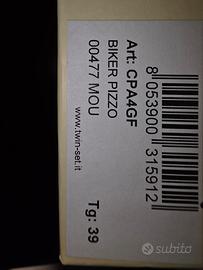 Art: CPA4GF
BIKER PIZZO
00477 MOU
www.twin-set.it
Tg: 39
8 053900 315912
subito